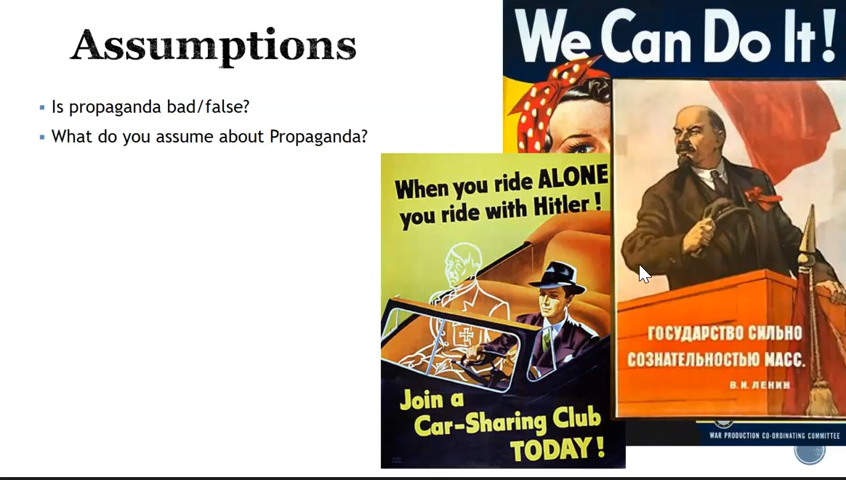 Assumptions
Is propaganda bad/false?
What do you assume about Propaganda?
We Can Do It!
When you ride ALONE
you ride with Hitler!
Join a
Car-Sharing Club
TODAY!
ГОСУДАРСТВО СИЛЬНО
СОЗНАТЕЛЬНОСТЬЮ МАСС.
В. И. ЛЕНИН
WAR PRODUCTION CO-ORDINATING COMMITTEE